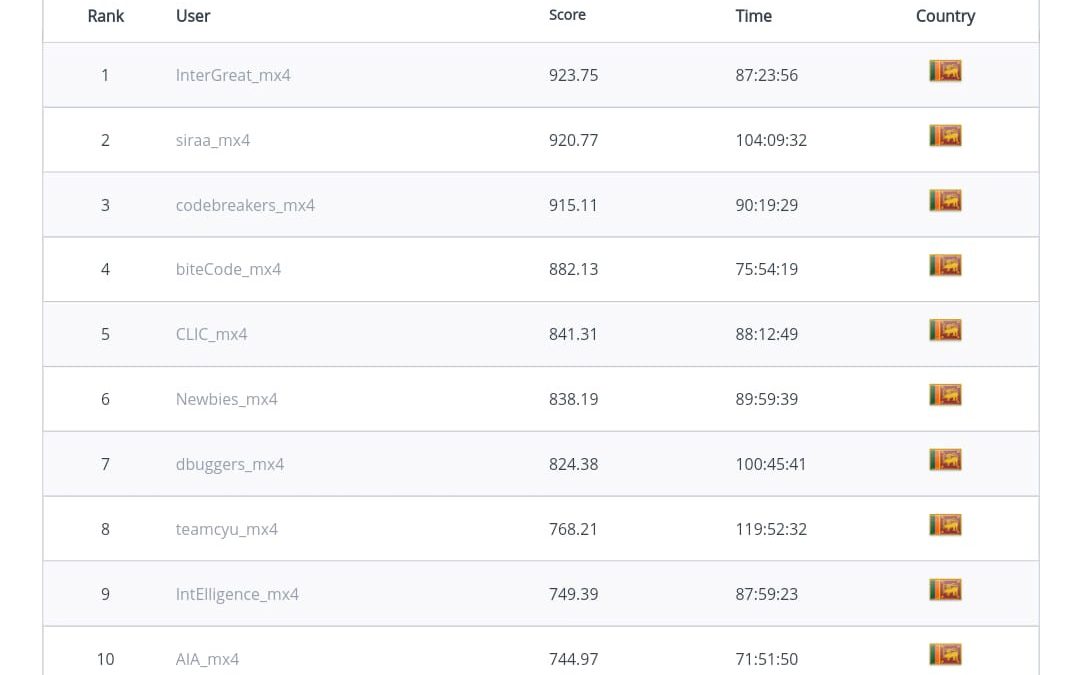 Rank User Score Time Country
1 InterGreat_mx4 923.75 87:23:56
2 siraa_mx4 920.77 104:09:32
3 codebreakers_mx4 915.11 90:19:29
4 biteCode_mx4 882.13 75:54:19
5 CLIC_mx4 841.31 88:12:49
6 Newbies_mx4 838.19 89:59:39
7 dbuggers_mx4 824.38 100:45:41
8 teamcyu_mx4 768.21 119:52:32
9 IntElligence_mx4 749.39 87:59:23
10 AIA_mx4 744.97 71:51:50